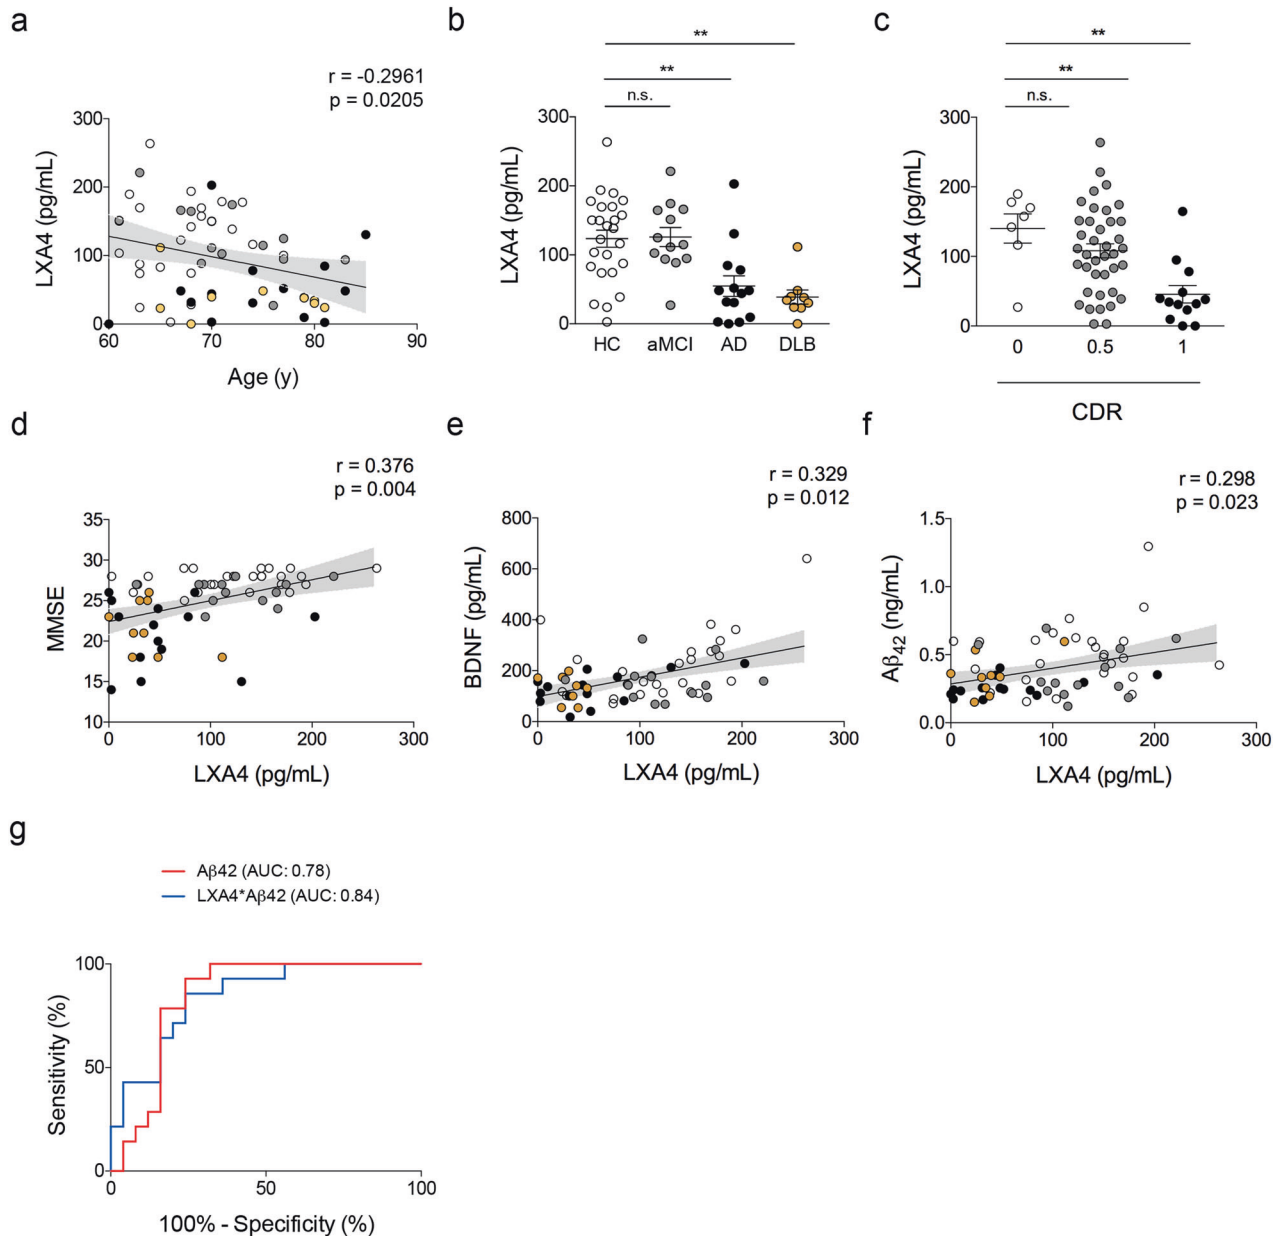 a
r = -0.2961
p = 0.0205
300
200
100
0
60
70
80
90
LXA4 (pg/mL)
Age (y)
b
**
**
n.s.
300
200
100
0
LXA4 (pg/mL)
HC
aMCI
AD
DLB
c
**
**
n.s.
300
200
100
0
LXA4 (pg/mL)
0
0.5
1
CDR
d
r = 0.376
p = 0.004
35
30
25
20
15
10
MMSE
0
100
200
300
LXA4 (pg/mL)
e
r = 0.329
p = 0.012
800
600
400
200
0
BDNF (pg/mL)
0
100
200
300
LXA4 (pg/mL)
f
r = 0.298
p = 0.023
1.5
1.0
0.5
0.0
Aβ42 (ng/mL)
0
100
200
300
LXA4 (pg/mL)
g
Aβ42 (AUC: 0.78)
LXA4*Aβ42 (AUC: 0.84)
100
50
0
Sensitivity (%)
0
50
100
100% - Specificity (%)